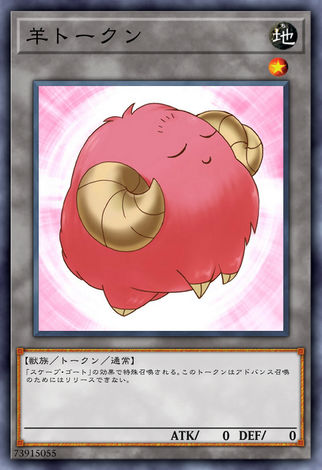 羊トークン
地
ち
【獣族／トークン／通常】
「スケープ・ゴート」の効果で特殊召喚される。このトークンはアドバンス召喚
のためにはリリースできない。
ATK/ 0 DEF/ 0
73915055